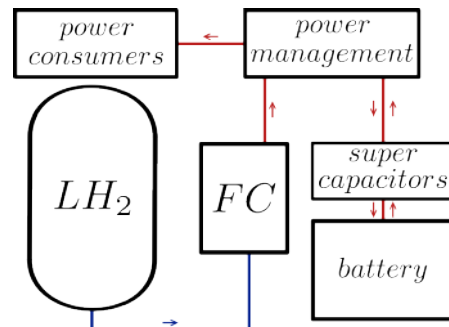 power
consumers
power
management
LH₂
FC
super
capacitors
battery